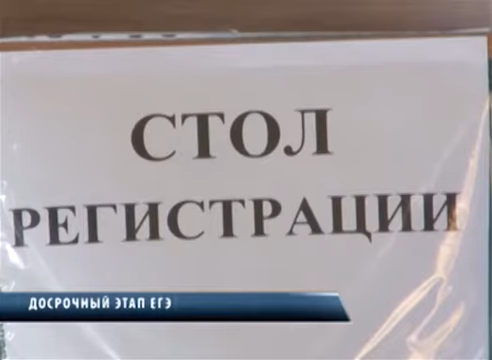 СТОЛ
РЕГИСТРАЦИИ
ДОСРОЧНЫЙ ЭТАП ЕГЭ